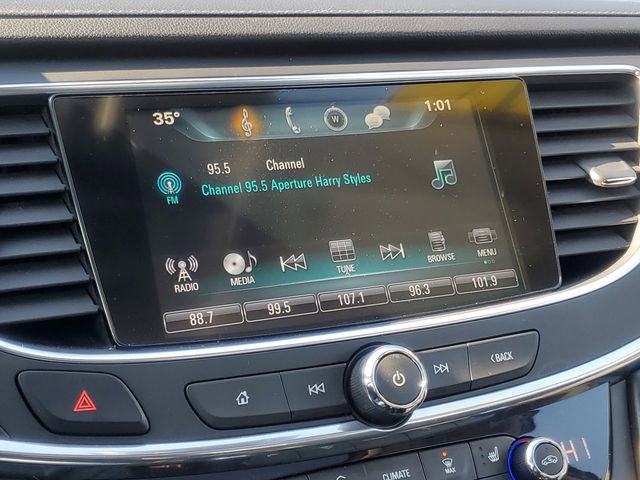 35° W 1:01
95.5 Channel
FM Channel 95.5 Aperture Harry Styles
RADIO MEDIA TUNE BROWSE MENU
88.7 99.5 107.1 96.3 101.9
BACK
CLIMATE MAX HI